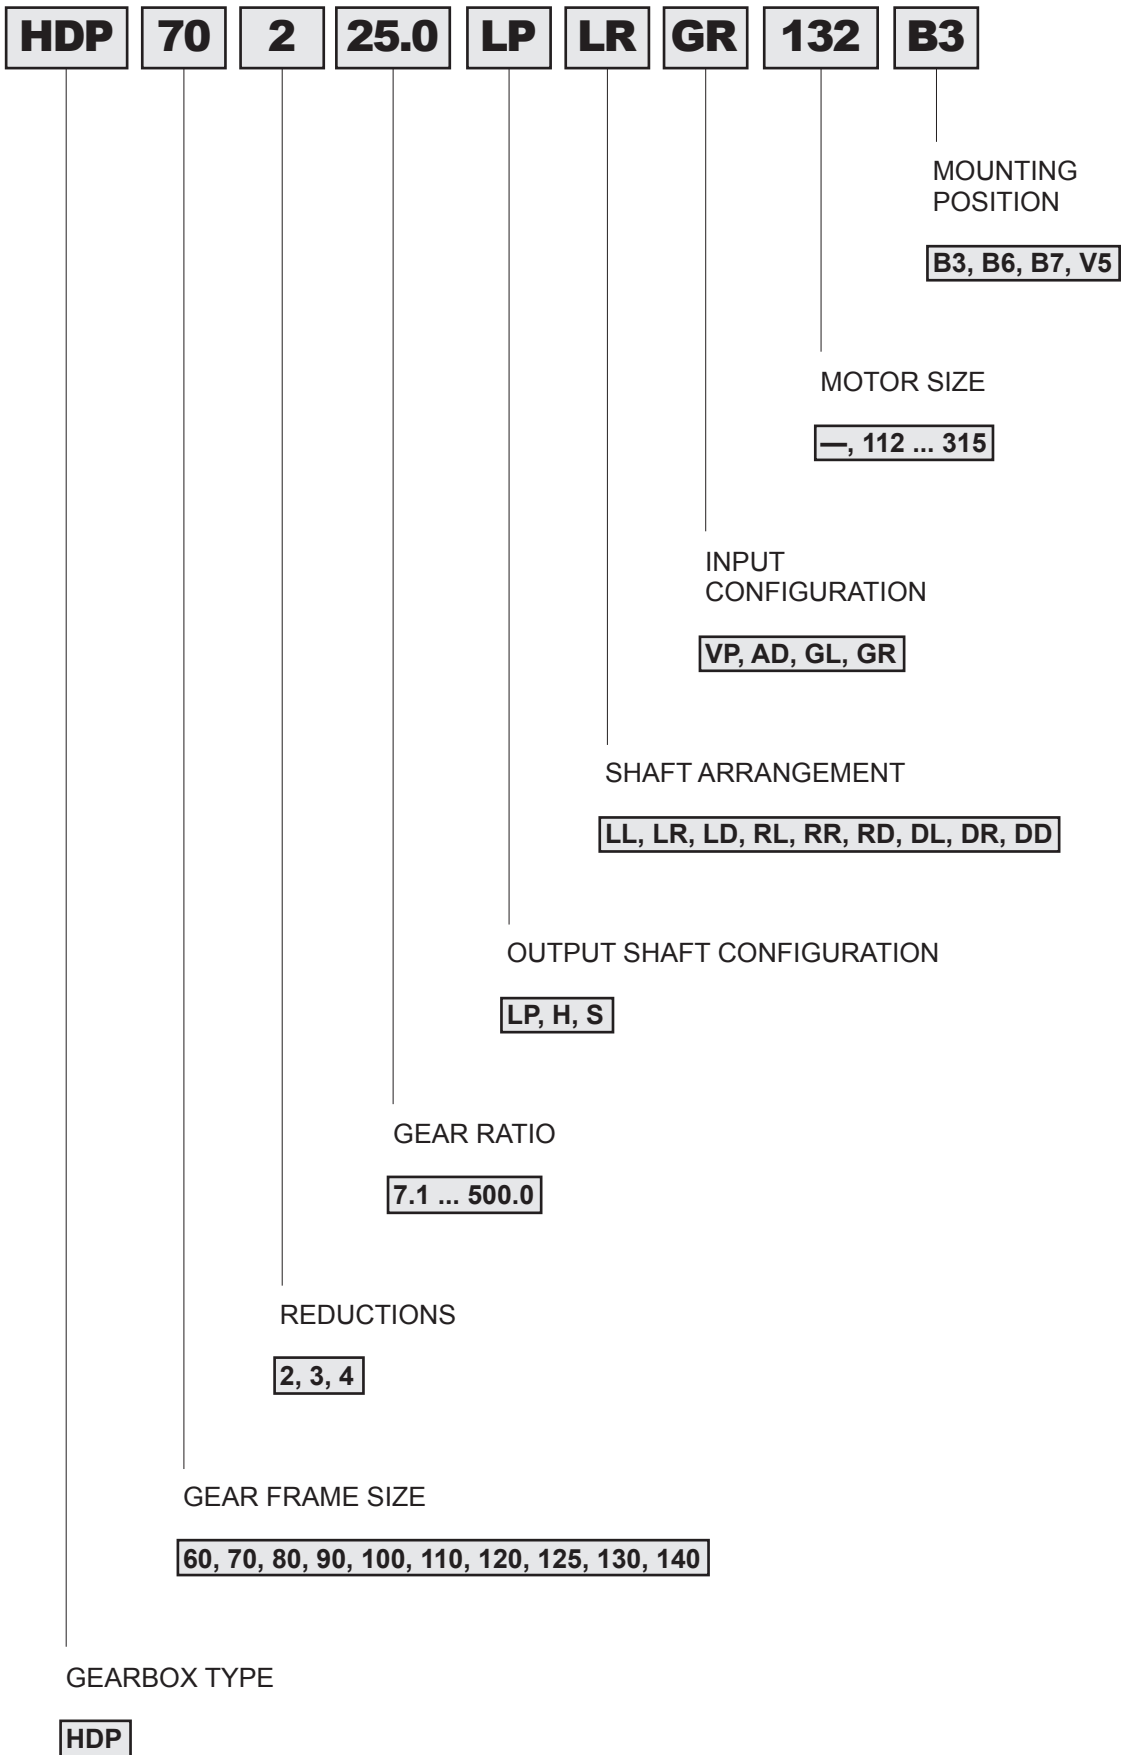 HDP 70 2 25.0 LP LR GR 132 B3
MOUNTING
POSITION
B3, B6, B7, V5
MOTOR SIZE
—, 112 ... 315
INPUT
CONFIGURATION
VP, AD, GL, GR
SHAFT ARRANGEMENT
LL, LR, LD, RL, RR, RD, DL, DR, DD
OUTPUT SHAFT CONFIGURATION
LP, H, S
GEAR RATIO
7.1 ... 500.0
REDUCTIONS
2, 3, 4
GEAR FRAME SIZE
60, 70, 80, 90, 100, 110, 120, 125, 130, 140
GEARBOX TYPE
HDP